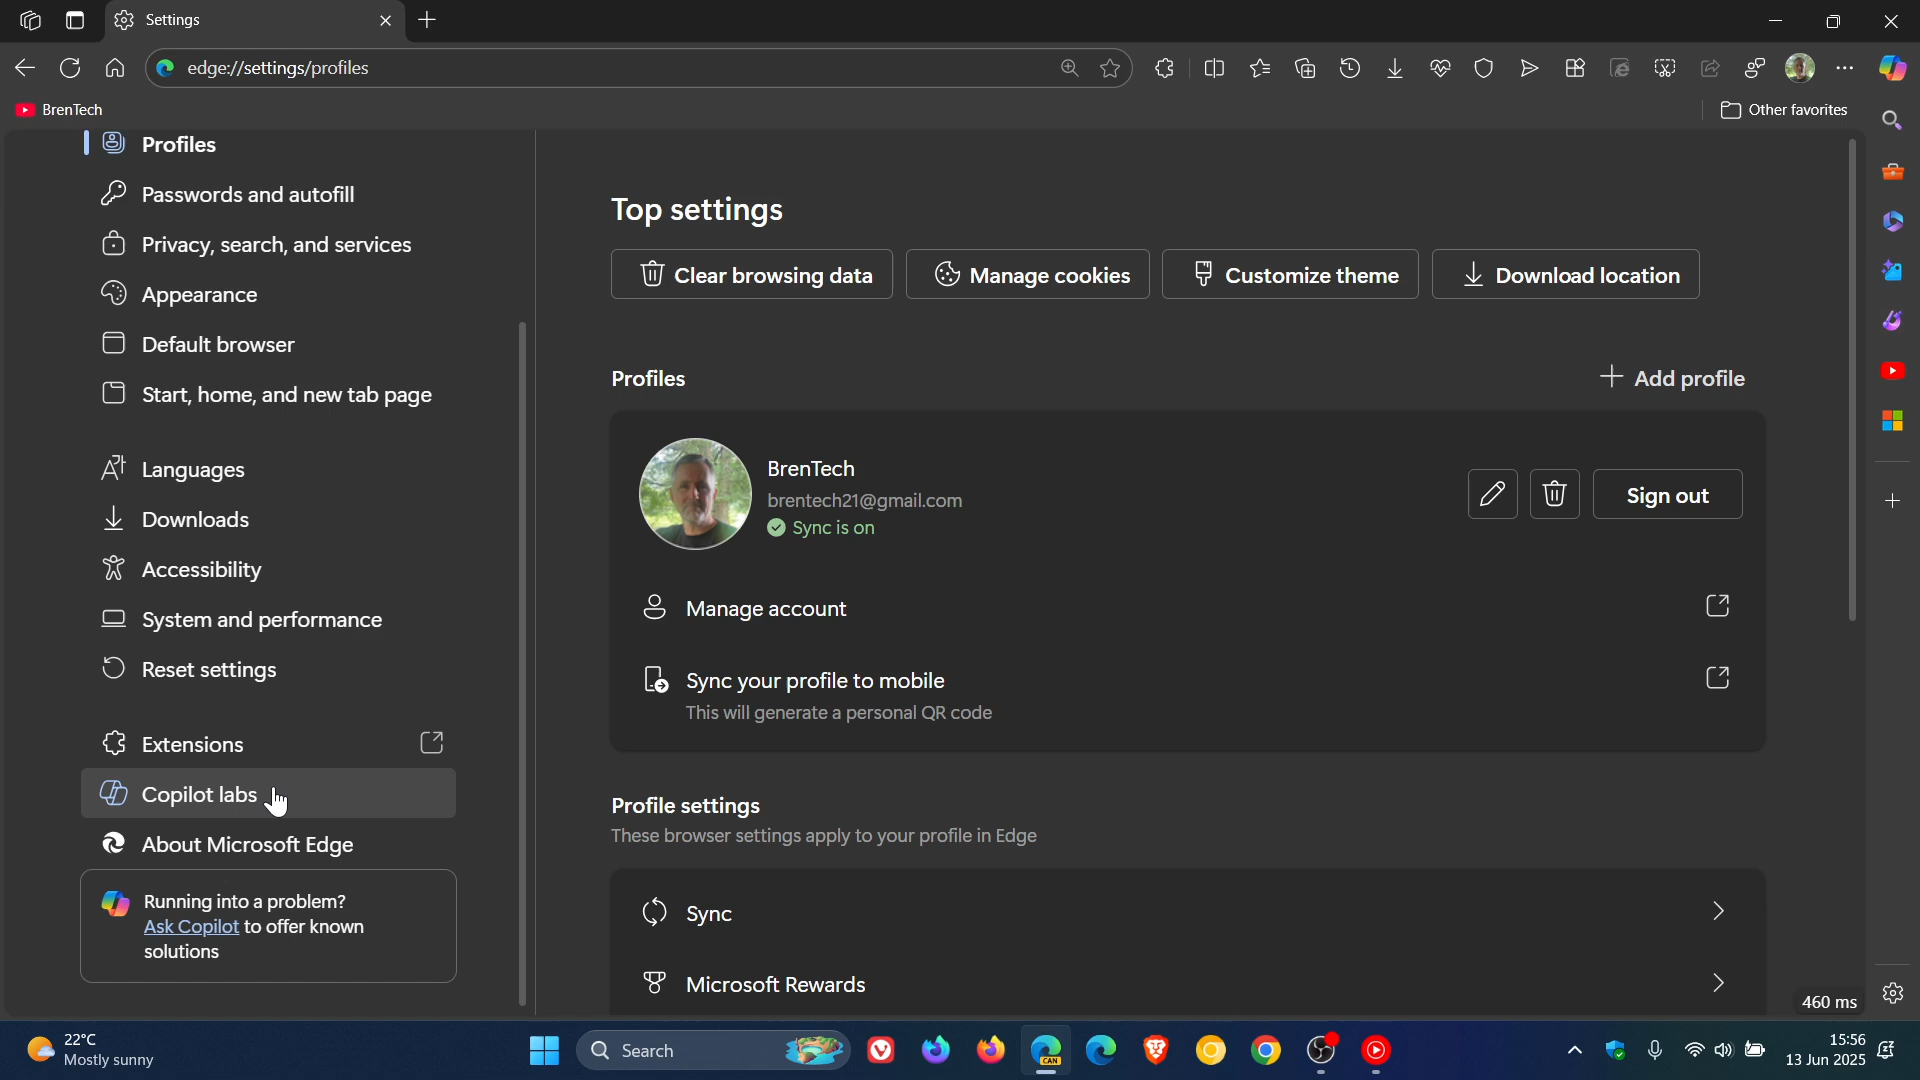 Settings
edge://settings/profiles
BrenTech
Other favorites
Profiles
Passwords and autofill
Privacy, search, and services
Appearance
Default browser
Start, home, and new tab page
Languages
Downloads
Accessibility
System and performance
Reset settings
Extensions
Copilot labs
About Microsoft Edge
Running into a problem?
Ask Copilot to offer known
solutions
Top settings
Clear browsing data
Manage cookies
Customize theme
Download location
Profiles
Add profile
BrenTech
brentech21@gmail.com
Sync is on
Sign out
Manage account
Sync your profile to mobile
This will generate a personal QR code
Profile settings
These browser settings apply to your profile in Edge
Sync
Microsoft Rewards
460 ms
22°C
Mostly sunny
Search
CAN
15:56
13 Jun 2025